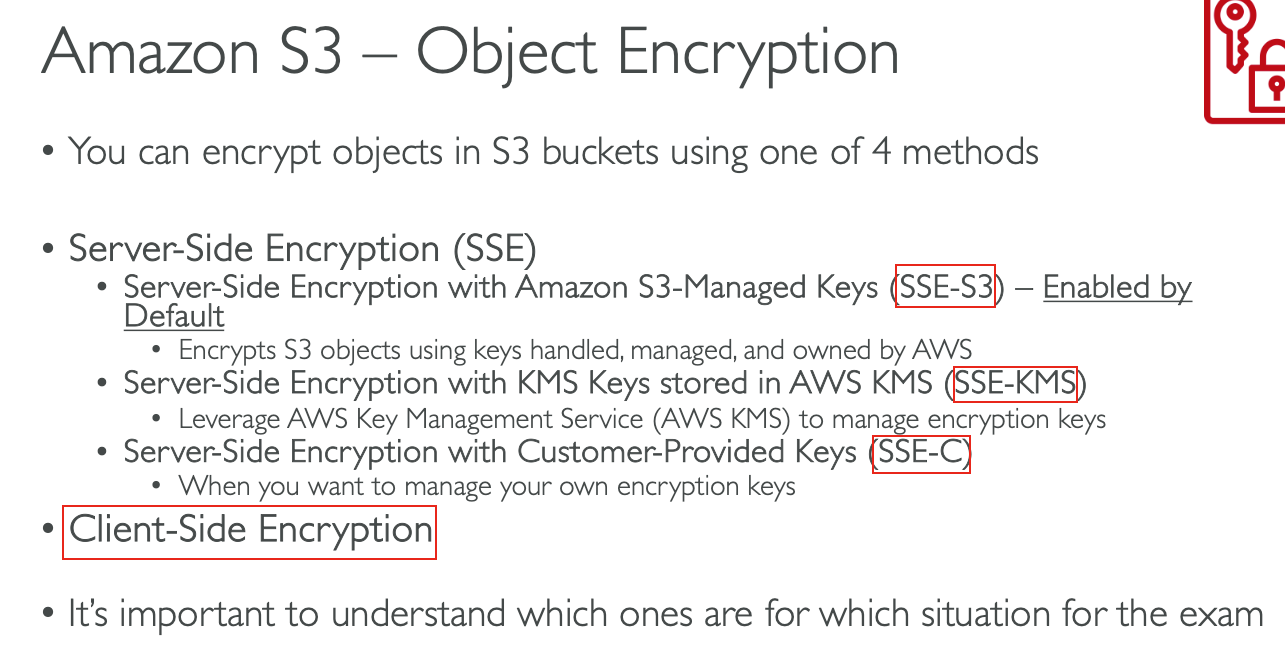 Amazon S3 – Object Encryption
• You can encrypt objects in S3 buckets using one of 4 methods
• Server-Side Encryption (SSE)
• Server-Side Encryption with Amazon S3-Managed Keys (SSE-S3) – Enabled by
Default
• Encrypts S3 objects using keys handled, managed, and owned by AWS
• Server-Side Encryption with KMS Keys stored in AWS KMS (SSE-KMS)
• Leverage AWS Key Management Service (AWS KMS) to manage encryption keys
• Server-Side Encryption with Customer-Provided Keys (SSE-C)
• When you want to manage your own encryption keys
• Client-Side Encryption
• It’s important to understand which ones are for which situation for the exam